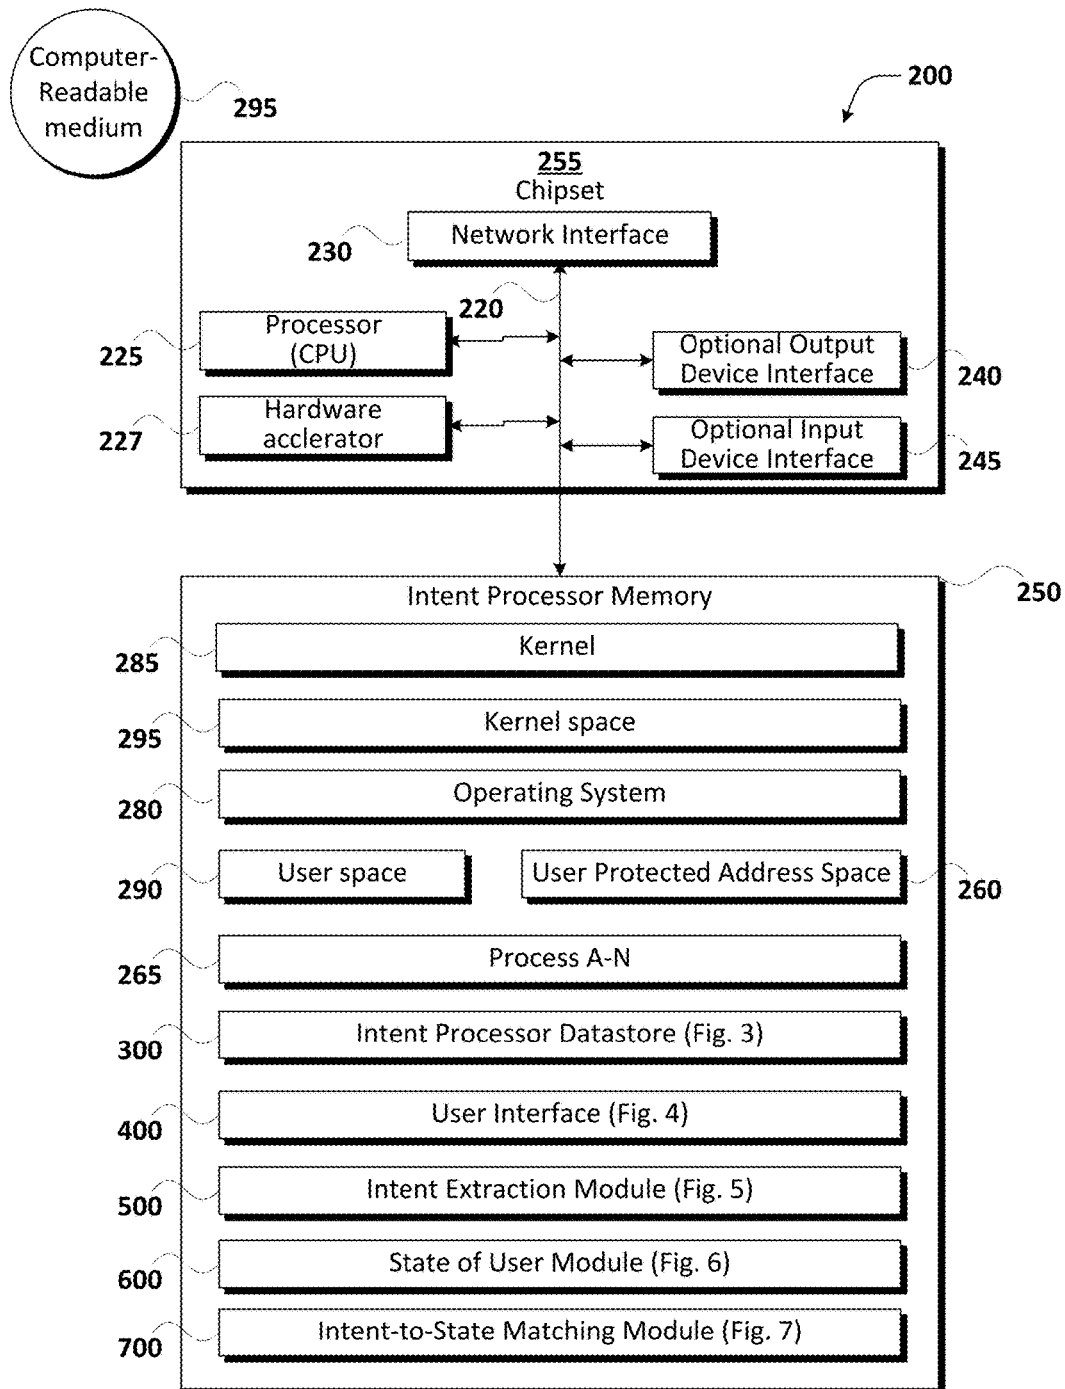 Computer-
Readable
medium
295
200
255
Chipset
Network Interface
230
220
Processor
(CPU)
225
Optional Output
Device Interface
240
Hardware
acclerator
227
Optional Input
Device Interface
245
250
Intent Processor Memory
Kernel
285
Kernel space
295
Operating System
280
User space
290
User Protected Address Space
260
Process A-N
265
Intent Processor Datastore (Fig. 3)
300
User Interface (Fig. 4)
400
Intent Extraction Module (Fig. 5)
500
State of User Module (Fig. 6)
600
Intent-to-State Matching Module (Fig. 7)
700